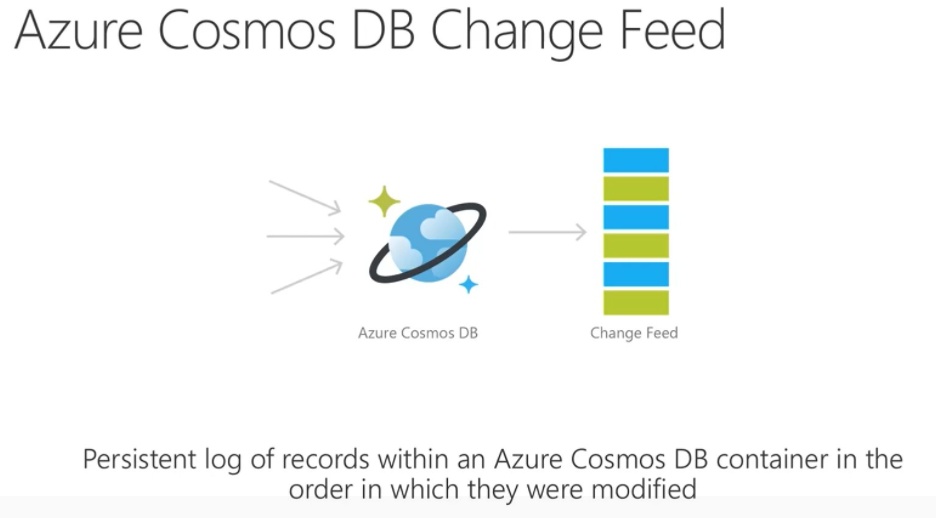 Azure Cosmos DB Change Feed
Azure Cosmos DB
Change Feed
Persistent log of records within an Azure Cosmos DB container in the
order in which they were modified